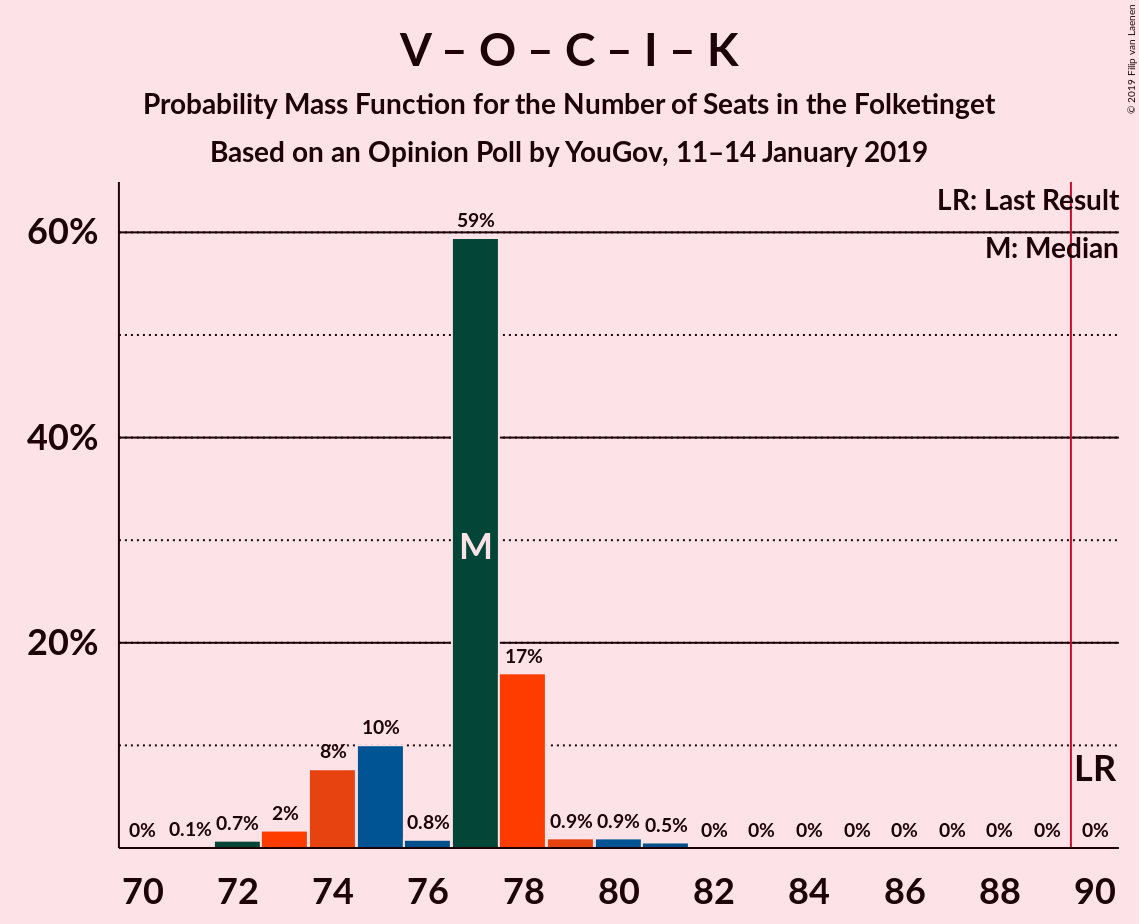 V – O – C – I – K
Probability Mass Function for the Number of Seats in the Folketinget
Based on an Opinion Poll by YouGov, 11–14 January 2019
© 2019 Filip van Laenen
LR: Last Result
M: Median
60%
40%
20%
59%
M
17%
10%
8%
2%
0% 0.1% 0.7% 0.8% 0.9% 0.9% 0.5% 0% 0% 0% 0% 0% 0% 0% 0% 0%
LR
70 72 74 76 78 80 82 84 86 88 90